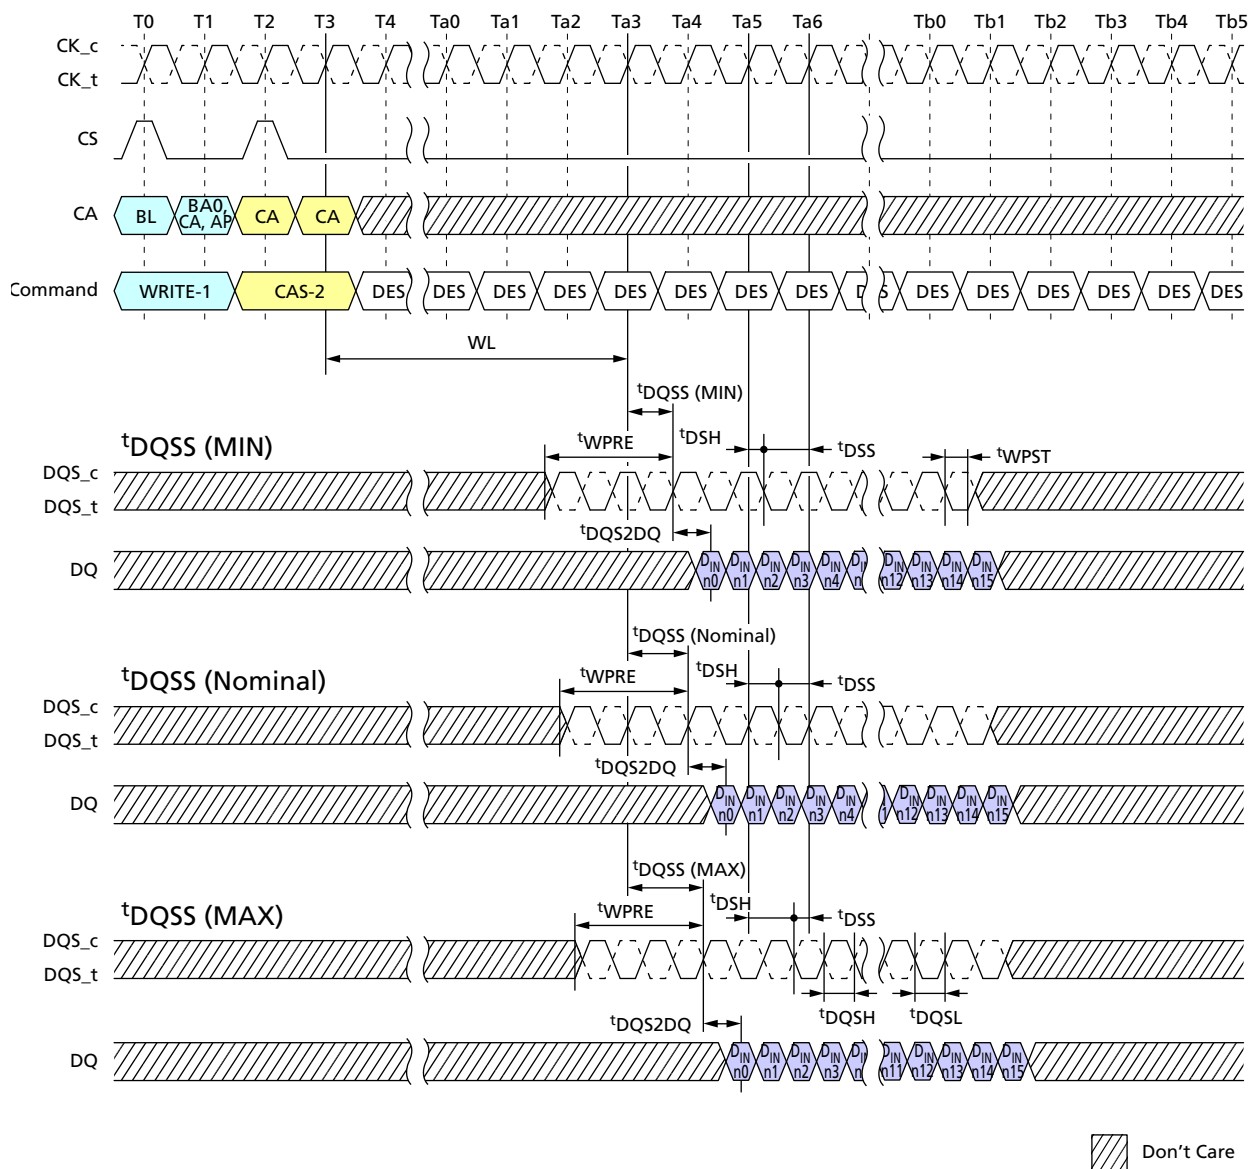 T0 T1 T2 T3 T4 Ta0 Ta1 Ta2 Ta3 Ta4 Ta5 Ta6 Tb0 Tb1 Tb2 Tb3 Tb4 Tb5
CK_c
CK_t
CS
CA BL BA0, CA, AP CA CA
Command WRITE-1 CAS-2 DES DES DES DES DES DES DES DES DES DES DES DES DES DES
WL
tDQSS (MIN)
tDQSS (MIN) tWPRE tDSH tDSS tWPST
DQS_c
DQS_t
tDQS2DQ
DQ DIN n0 DIN n1 DIN n2 DIN n3 DIN n4 DIN n12 DIN n13 DIN n14 DIN n15
tDQSS (Nominal)
tDQSS (Nominal) tWPRE tDSH tDSS
DQS_c
DQS_t
tDQS2DQ
DQ DIN n0 DIN n1 DIN n2 DIN n3 DIN n4 DIN n12 DIN n13 DIN n14 DIN n15
tDQSS (MAX)
tDQSS (MAX) tWPRE tDSH tDSS
DQS_c
DQS_t
tDQSH tDQSL
tDQS2DQ
DQ DIN n0 DIN n1 DIN n2 DIN n3 DIN n11 DIN n12 DIN n13 DIN n14 DIN n15
Don't Care